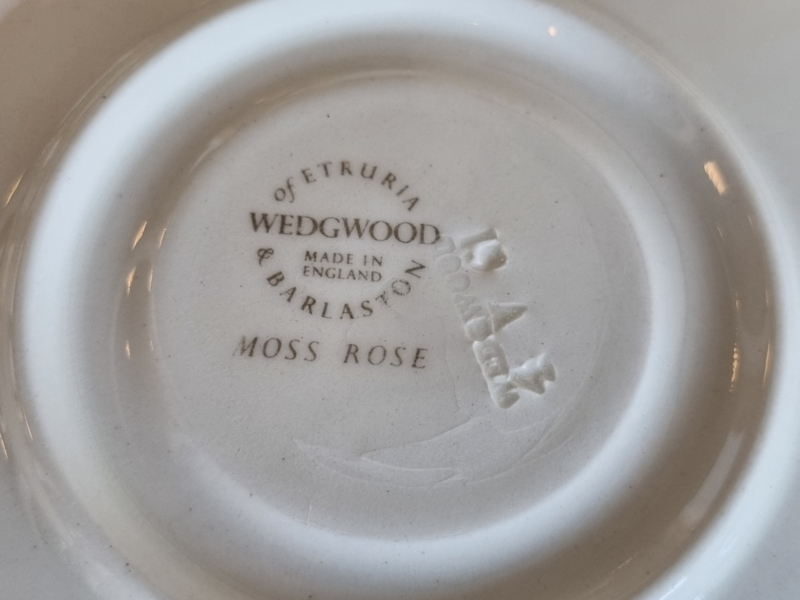 of ETRURIA
WEDGWOOD
MADE IN
ENGLAND
& BARLASTON
MOSS ROSE